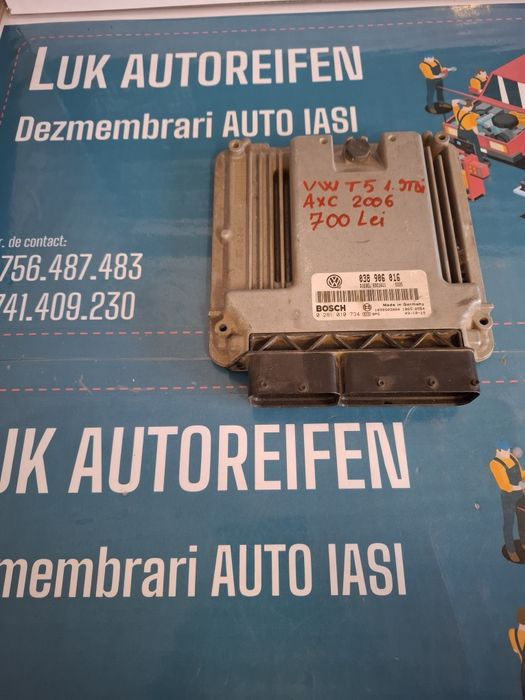 LUK AUTOREIFEN
Dezmembrari AUTO IASI
r. de contact:
756.487.483
741.409.230
VW T5 1.9TDi
AXC 2006
700 Lei
038 906 016
BOSCH
Made in Germany
0 281 010 734
UK AUTOREIFEN
membrari AUTO IASI